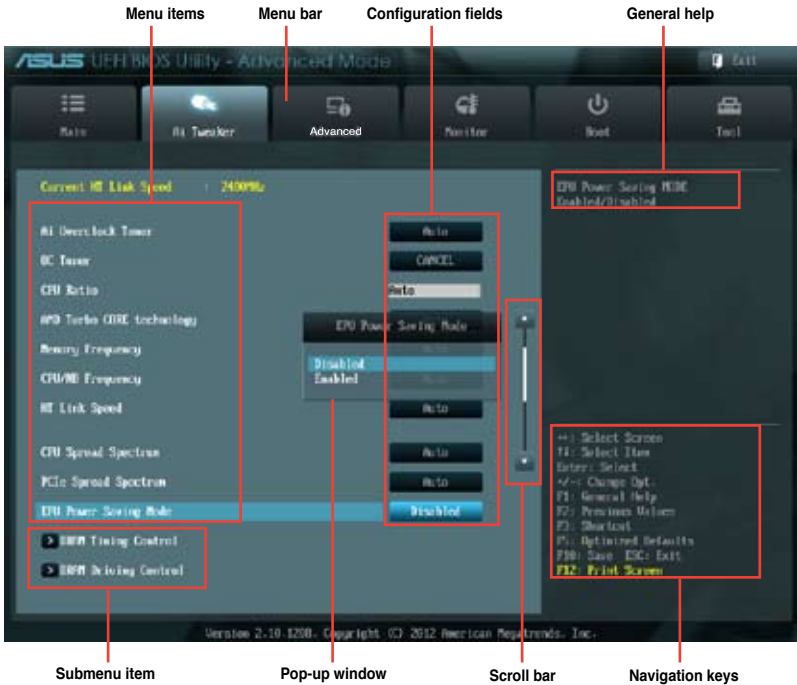 Menu items
Menu bar
Configuration fields
General help
ASUS UEFI BIOS Utility - Advanced Mode
Exit
Main
Ai Tweaker
Advanced
Monitor
Boot
Tool
Current HT Link Speed : 2400MHz
EPU Power Saving MODE
Enabled/Disabled
Ai Overclock Tuner
Auto
OC Tuner
CANCEL
CPU Ratio
Auto
AMD Turbo CORE technology
EPU Power Saving Mode
Memory Frequency
Auto
Disabled
CPU/NB Frequency
Enabled
Auto
HT Link Speed
Auto
CPU Spread Spectrum
Auto
PCIe Spread Spectrum
Auto
EPU Power Saving Mode
Disabled
> DRAM Timing Control
> DRAM Driving Control
↔: Select Screen
↑↓: Select Item
Enter: Select
+/-: Change Opt.
F1: General Help
F2: Previous Values
F3: Shortcut
F5: Optimized Defaults
F10: Save ESC: Exit
F12: Print Screen
Version 2.10.1208. Copyright (C) 2012 American Megatrends, Inc.
Submenu item
Pop-up window
Scroll bar
Navigation keys